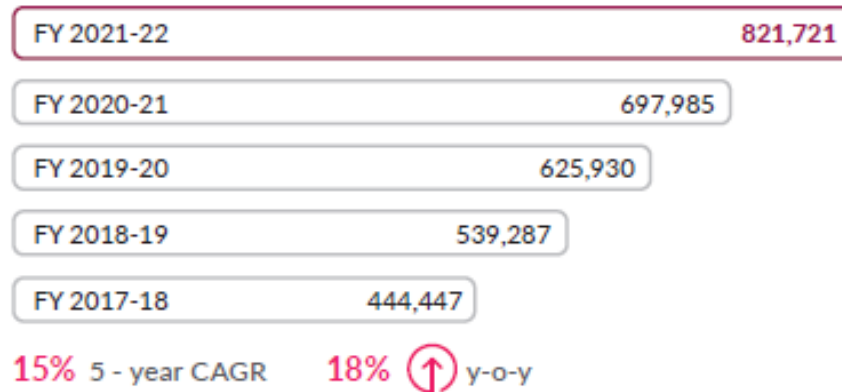 FY 2021-22 821,721
FY 2020-21 697,985
FY 2019-20 625,930
FY 2018-19 539,287
FY 2017-18 444,447
15% 5 - year CAGR 18% ↑ y-o-y